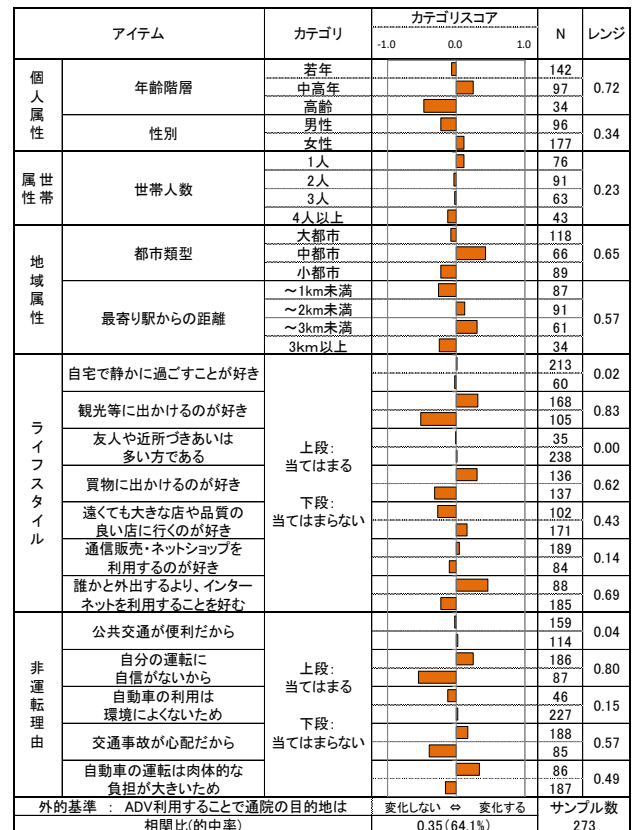 アイテム カテゴリ カテゴリスコア N レンジ
-1.0 0.0 1.0
個人属性 年齢階層 若年 142 0.72
中高年 97
高齢 34
性別 男性 96 0.34
女性 177
世帯属性 世帯人数 1人 76 0.23
2人 91
3人 63
4人以上 43
地域属性 都市類型 大都市 118 0.65
中都市 66
小都市 89
最寄り駅からの距離 ~1km未満 87 0.57
~2km未満 91
~3km未満 61
3km以上 34
ライフスタイル 自宅で静かに過ごすことが好き 213 0.02
60
観光等に出かけるのが好き 168 0.83
105
友人や近所づきあいは 35 0.00
多い方である 238
上段:
当てはまる
下段:
当てはまらない
買物に出かけるのが好き 136 0.62
137
遠くても大きな店や品質の 102 0.43
良い店に行くのが好き 171
通信販売・ネットショップを 189 0.14
利用するのが好き 84
誰かと外出するより、インター 88 0.69
ネットを利用することを好む 185
非運転理由 公共交通が便利だから 159 0.04
114
自分の運転に 186 0.80
自信がないから 87
上段:
当てはまる
下段:
当てはまらない
自動車の利用は 46 0.15
環境によくないため 227
交通事故が心配だから 188 0.57
85
自動車の運転は肉体的な 86 0.49
負担が大きいため 187
外的基準 : ADV利用することで通院の目的地は 変化しない ⇔ 変化する サンプル数
相関比(的中率) 0.35(64.1%) 273